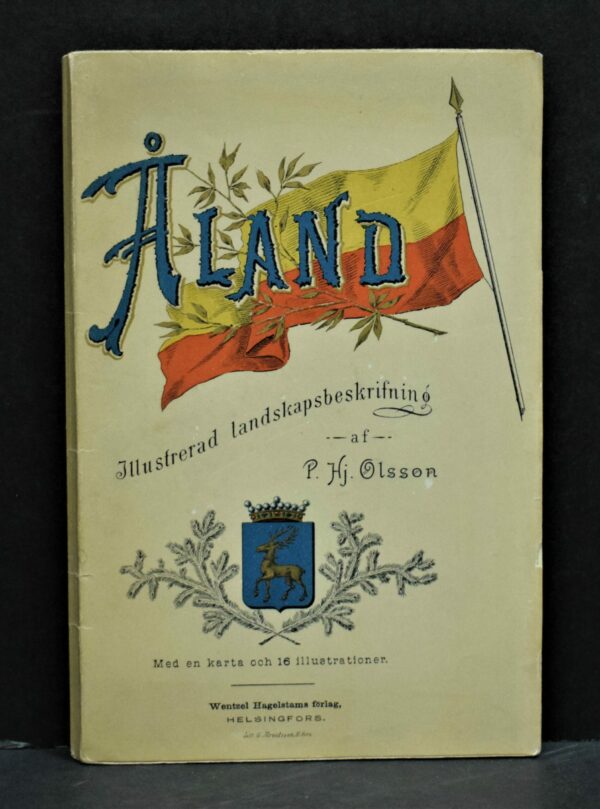 ÅLAND
Illustrerad landskapsbeskrifning
af
P. Hj. Olsson
Med en karta och 16 illustrationer.
Wentzel Hagelstams förlag,
HELSINGFORS.